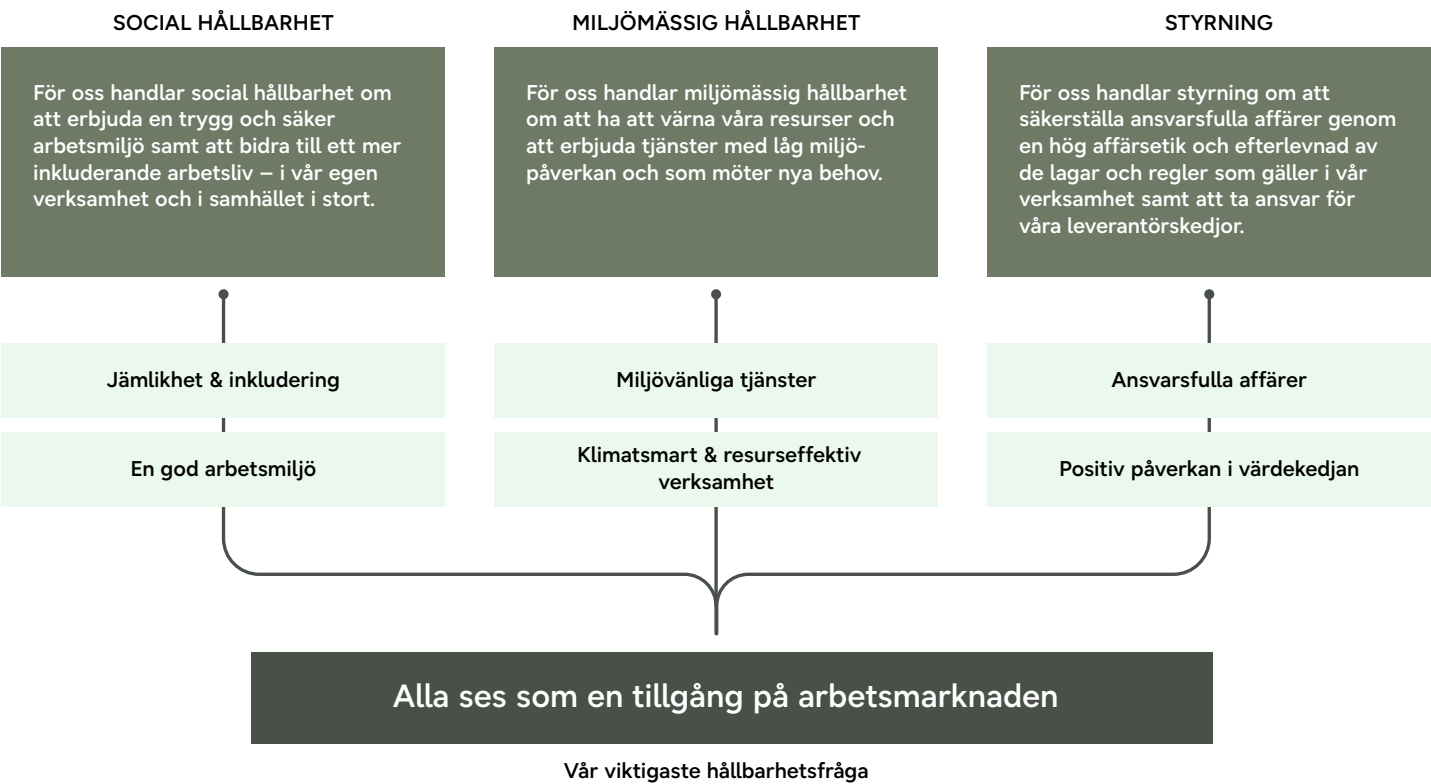 SOCIAL HÅLLBARHET
För oss handlar social hållbarhet om
att erbjuda en trygg och säker
arbetsmiljö samt att bidra till ett mer
inkluderande arbetsliv – i vår egen
verksamhet och i samhället i stort.
MILJÖMÄSSIG HÅLLBARHET
För oss handlar miljömässig hållbarhet
om att ha att värna våra resurser och
att erbjuda tjänster med låg miljö-
påverkan och som möter nya behov.
STYRNING
För oss handlar styrning om att
säkerställa ansvarsfulla affärer genom
en hög affärsetik och efterlevnad av
de lagar och regler som gäller i vår
verksamhet samt att ta ansvar för
våra leverantörskedjor.
Jämlikhet & inkludering
En god arbetsmiljö
Miljövänliga tjänster
Klimatsmart & resurseffektiv
verksamhet
Ansvarsfulla affärer
Positiv påverkan i värdekedjan
Alla ses som en tillgång på arbetsmarknaden
Vår viktigaste hållbarhetsfråga